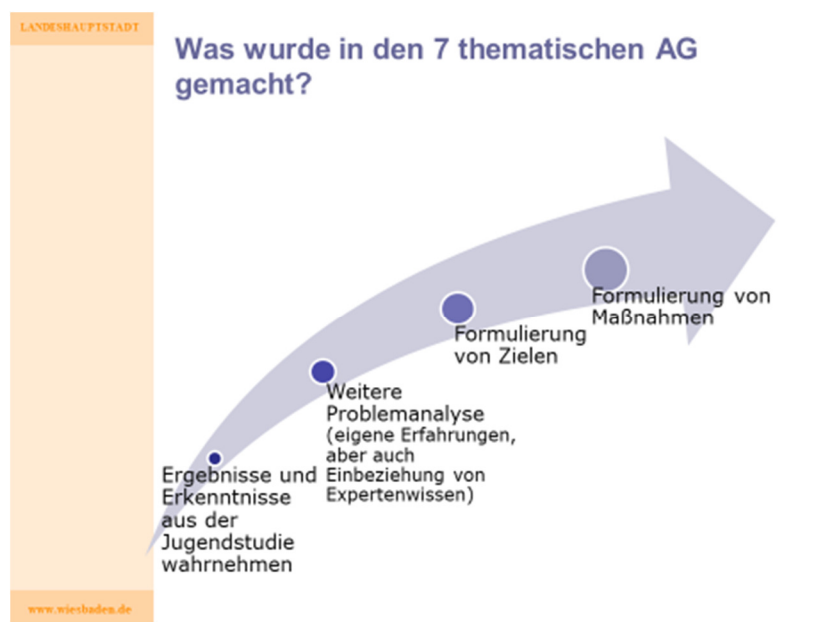 LANDESHAUPTSTADT
Was wurde in den 7 thematischen AG
gemacht?
Ergebnisse und
Erkenntnisse
aus der
Jugendstudie
wahrnehmen
Weitere
Problemanalyse
(eigene Erfahrungen,
aber auch
Einbeziehung von
Expertenwissen)
Formulierung
von Zielen
Formulierung von
Maßnahmen
www.wiesbaden.de